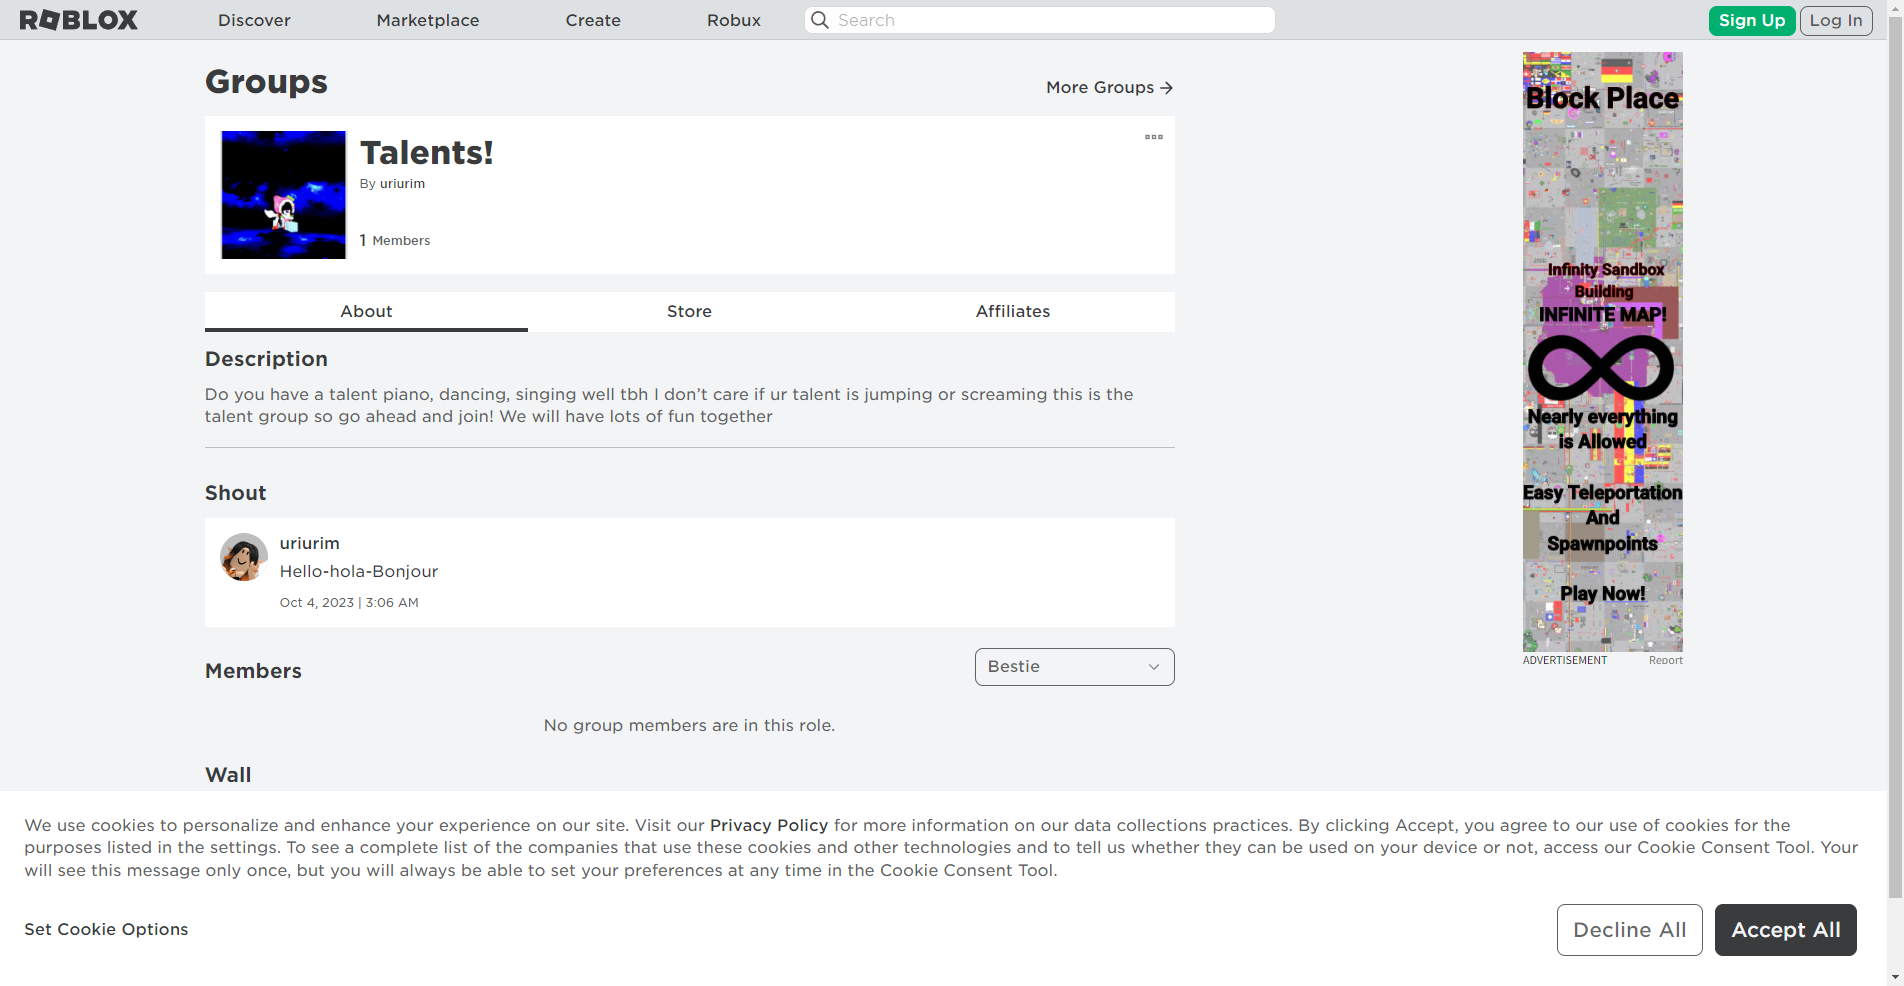 ROBLOX
Discover
Marketplace
Create
Robux
Search
Sign Up
Log In
Groups
More Groups →
Talents!
By uriurim
1 Members
About
Store
Affiliates
Description
Do you have a talent piano, dancing, singing well tbh I don’t care if ur talent is jumping or screaming this is the
talent group so go ahead and join! We will have lots of fun together
Shout
uriurim
Hello-hola-Bonjour
Oct 4, 2023 | 3:06 AM
Members
Bestie
No group members are in this role.
Wall
Block Place
Infinity Sandbox
Building
INFINITE MAP!
Nearly everything
is Allowed
Easy Teleportation
And
Spawnpoints
Play Now!
ADVERTISEMENT
Report
We use cookies to personalize and enhance your experience on our site. Visit our Privacy Policy for more information on our data collections practices. By clicking Accept, you agree to our use of cookies for the
purposes listed in the settings. To see a complete list of the companies that use these cookies and other technologies and to tell us whether they can be used on your device or not, access our Cookie Consent Tool. Your
will see this message only once, but you will always be able to set your preferences at any time in the Cookie Consent Tool.
Set Cookie Options
Decline All
Accept All